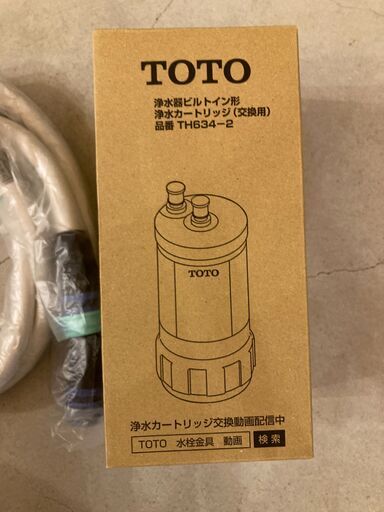 TOTO
浄水器ビルトイン形
浄水カートリッジ(交換用)
品番 TH634-2
TOTO
浄水カートリッジ交換動画配信中
TOTO 水栓金具 動画 検索